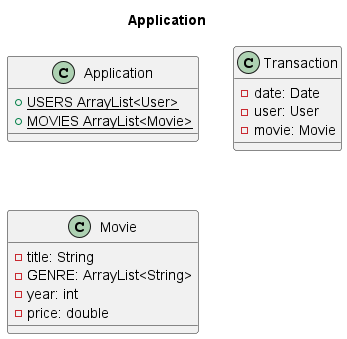 Application
C Application
USERS ArrayList<User>
MOVIES ArrayList<Movie>
C Transaction
date: Date
user: User
movie: Movie
C Movie
title: String
GENRE: ArrayList<String>
year: int
price: double